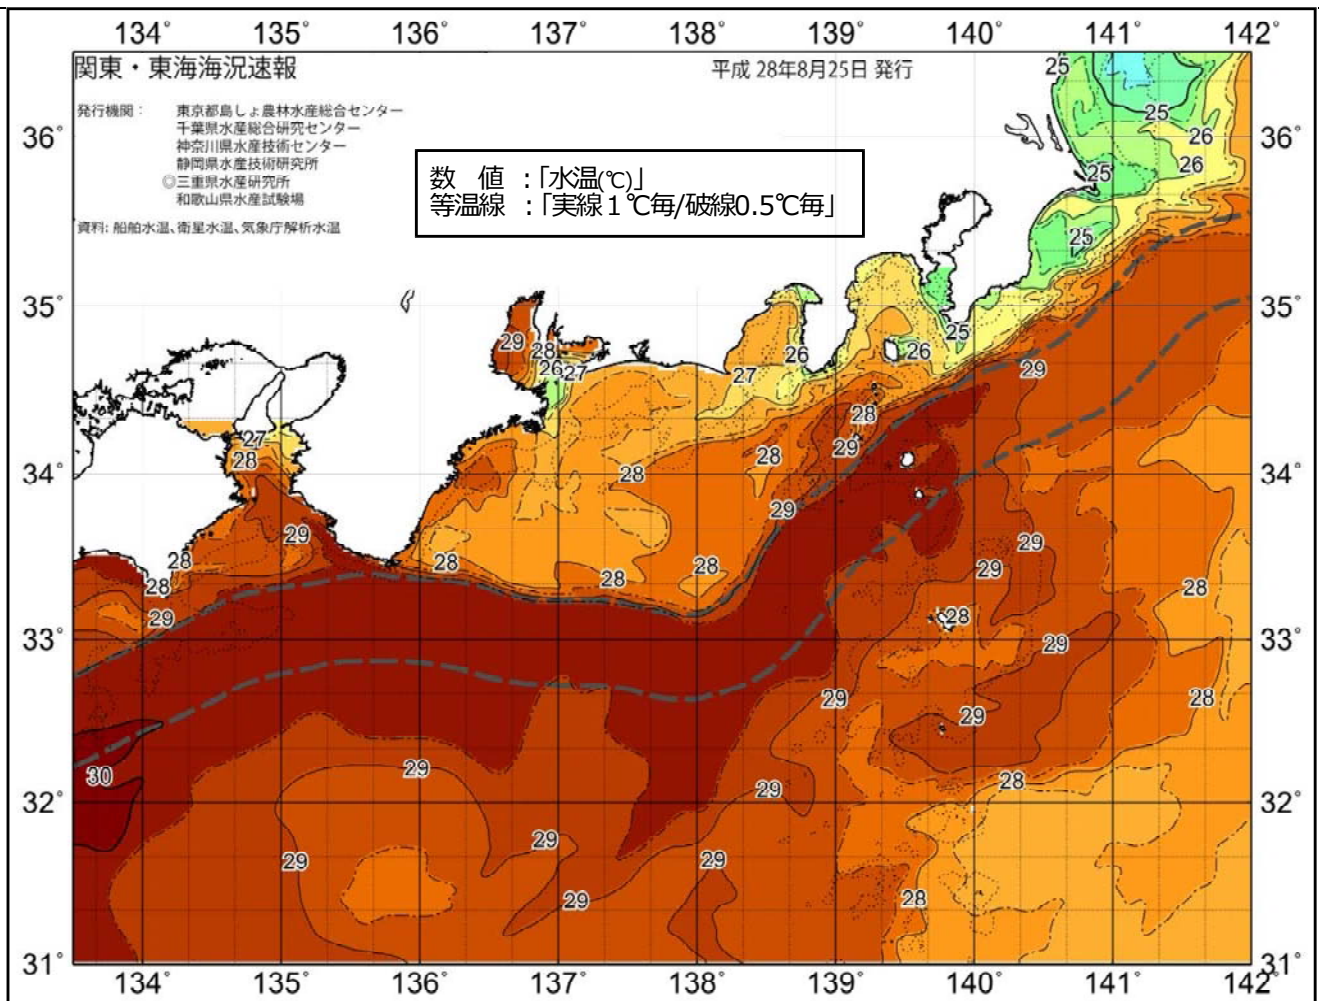 134° 135° 136° 137° 138° 139° 140° 141° 142°
関東・東海海況速報
平成 28年8月25日 発行
発行機関： 東京都島しょ農林水産総合センター
千葉県水産総合研究センター
神奈川県水産技術センター
静岡県水産技術研究所
◎三重県水産研究所
和歌山県水産試験場
資料: 船舶水温、衛星水温、気象庁解析水温
数 値 ：「水温(℃)」
等温線 ：「実線１℃毎/破線0.5℃毎」
25
25
36° 26 36°
26
25
25
35° 35°
25
29 28 26 26
26 27 27 29
28
27 29
28 28 28
34° 34°
29
29 29
28 28 28 28 29
28 28
29 28
33° 29 33°
29 28
29
30 29 28
29
32° 32°
29
29 29
29 28
31° 31°
134° 135° 136° 137° 138° 139° 140° 141° 142°